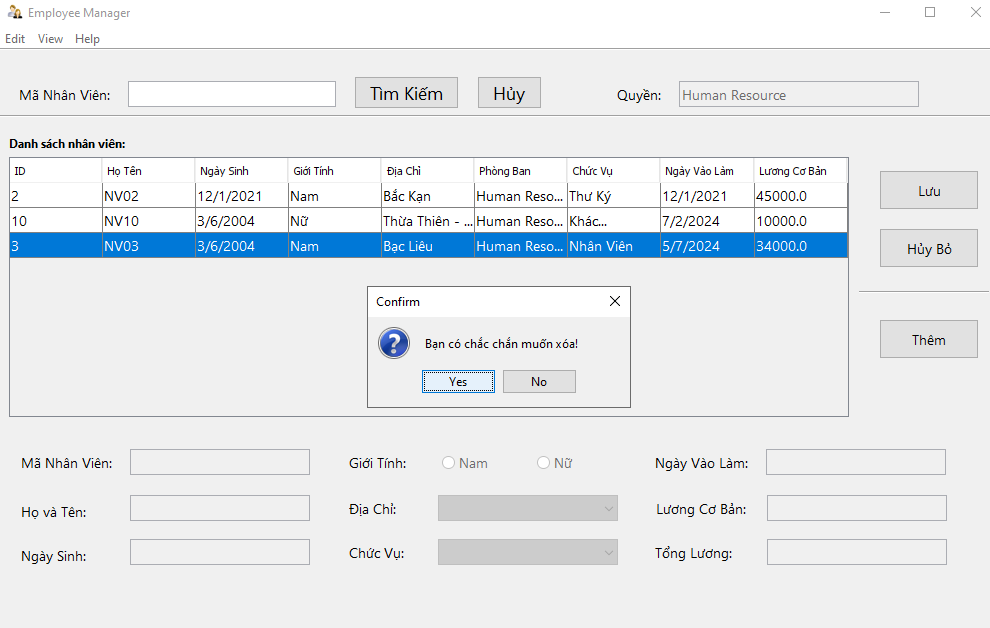 Employee Manager
Edit View Help
Mã Nhân Viên: Tìm Kiếm Hủy Quyền: Human Resource
Danh sách nhân viên:
ID Họ Tên Ngày Sinh Giới Tính Địa Chỉ Phòng Ban Chức Vụ Ngày Vào Làm Lương Cơ Bản
2 NV02 12/1/2021 Nam Bắc Kạn Human Reso... Thư Ký 12/1/2021 45000.0
10 NV10 3/6/2004 Nữ Thừa Thiên - ... Human Reso... Khác... 7/2/2024 10000.0
3 NV03 3/6/2004 Nam Bạc Liêu Human Reso... Nhân Viên 5/7/2024 34000.0
Lưu
Hủy Bỏ
Thêm
Confirm
Bạn có chắc chắn muốn xóa!
Yes No
Mã Nhân Viên: Giới Tính: Nam Nữ Ngày Vào Làm:
Họ và Tên: Địa Chỉ: Lương Cơ Bản:
Ngày Sinh: Chức Vụ: Tổng Lương: